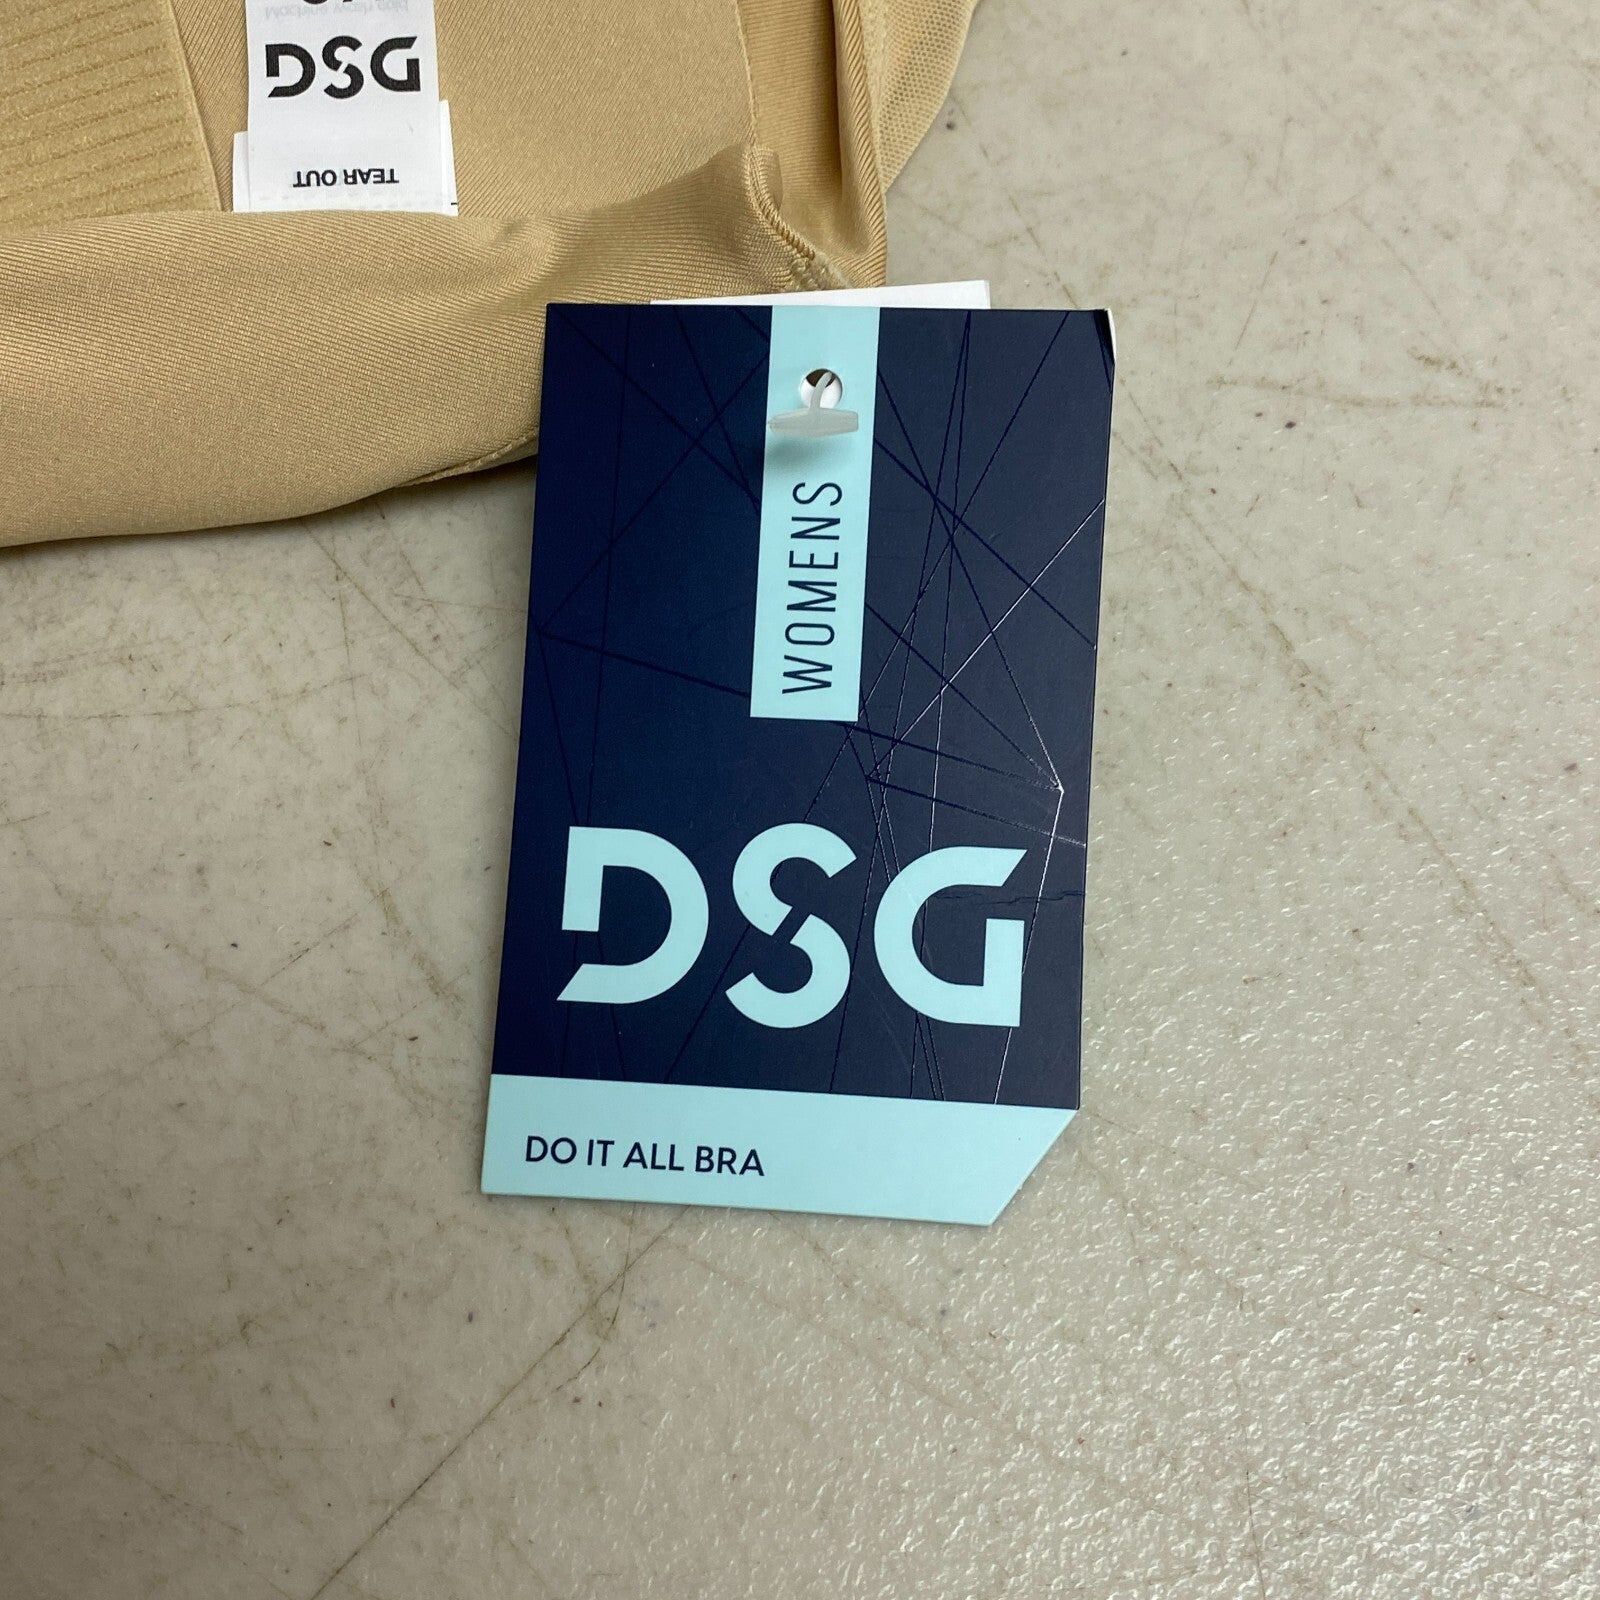 DSG
TEAR OUT
WOMENS
DSG
DO IT ALL BRA